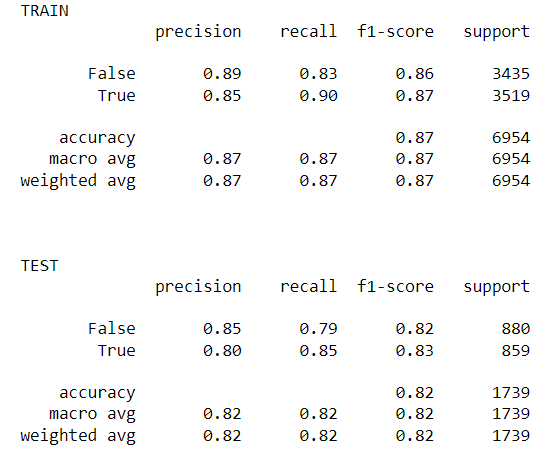 TRAIN
precision recall f1-score support
False 0.89 0.83 0.86 3435
True 0.85 0.90 0.87 3519
accuracy 0.87 6954
macro avg 0.87 0.87 0.87 6954
weighted avg 0.87 0.87 0.87 6954
TEST
precision recall f1-score support
False 0.85 0.79 0.82 880
True 0.80 0.85 0.83 859
accuracy 0.82 1739
macro avg 0.82 0.82 0.82 1739
weighted avg 0.82 0.82 0.82 1739